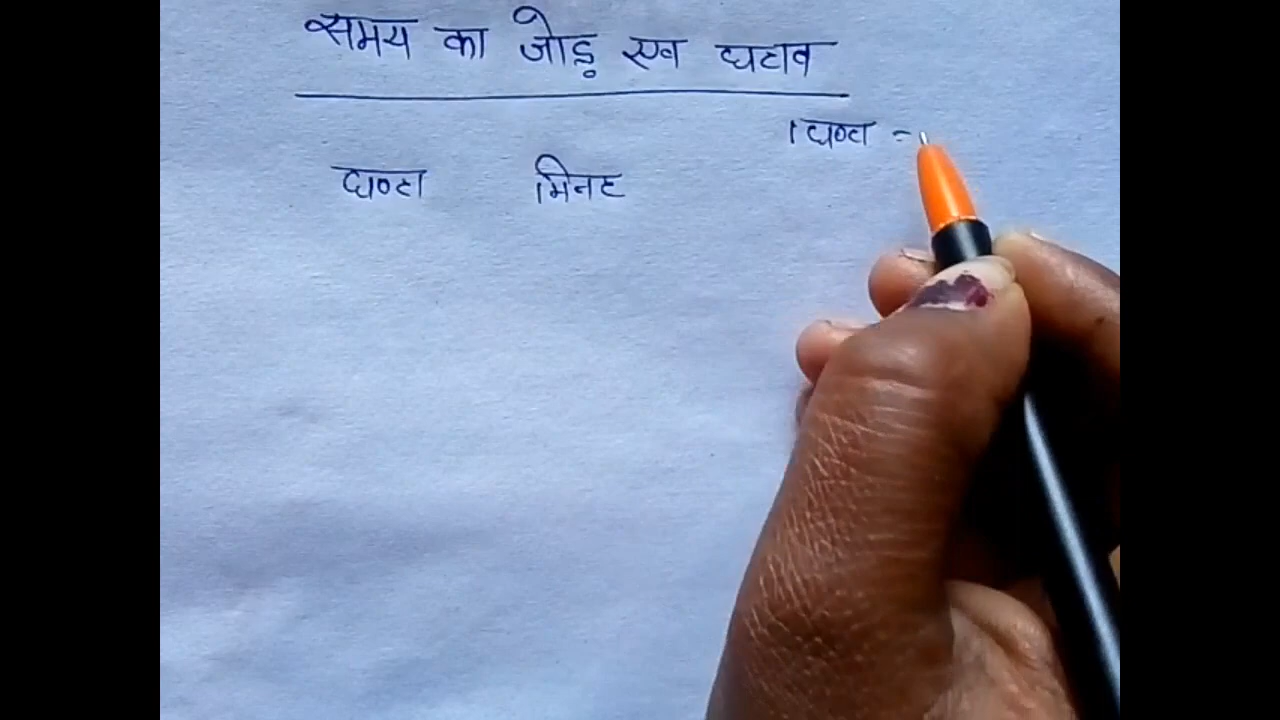 समय का जोड़ एव घटाव
1 घण्टा =
घण्टा मिनट